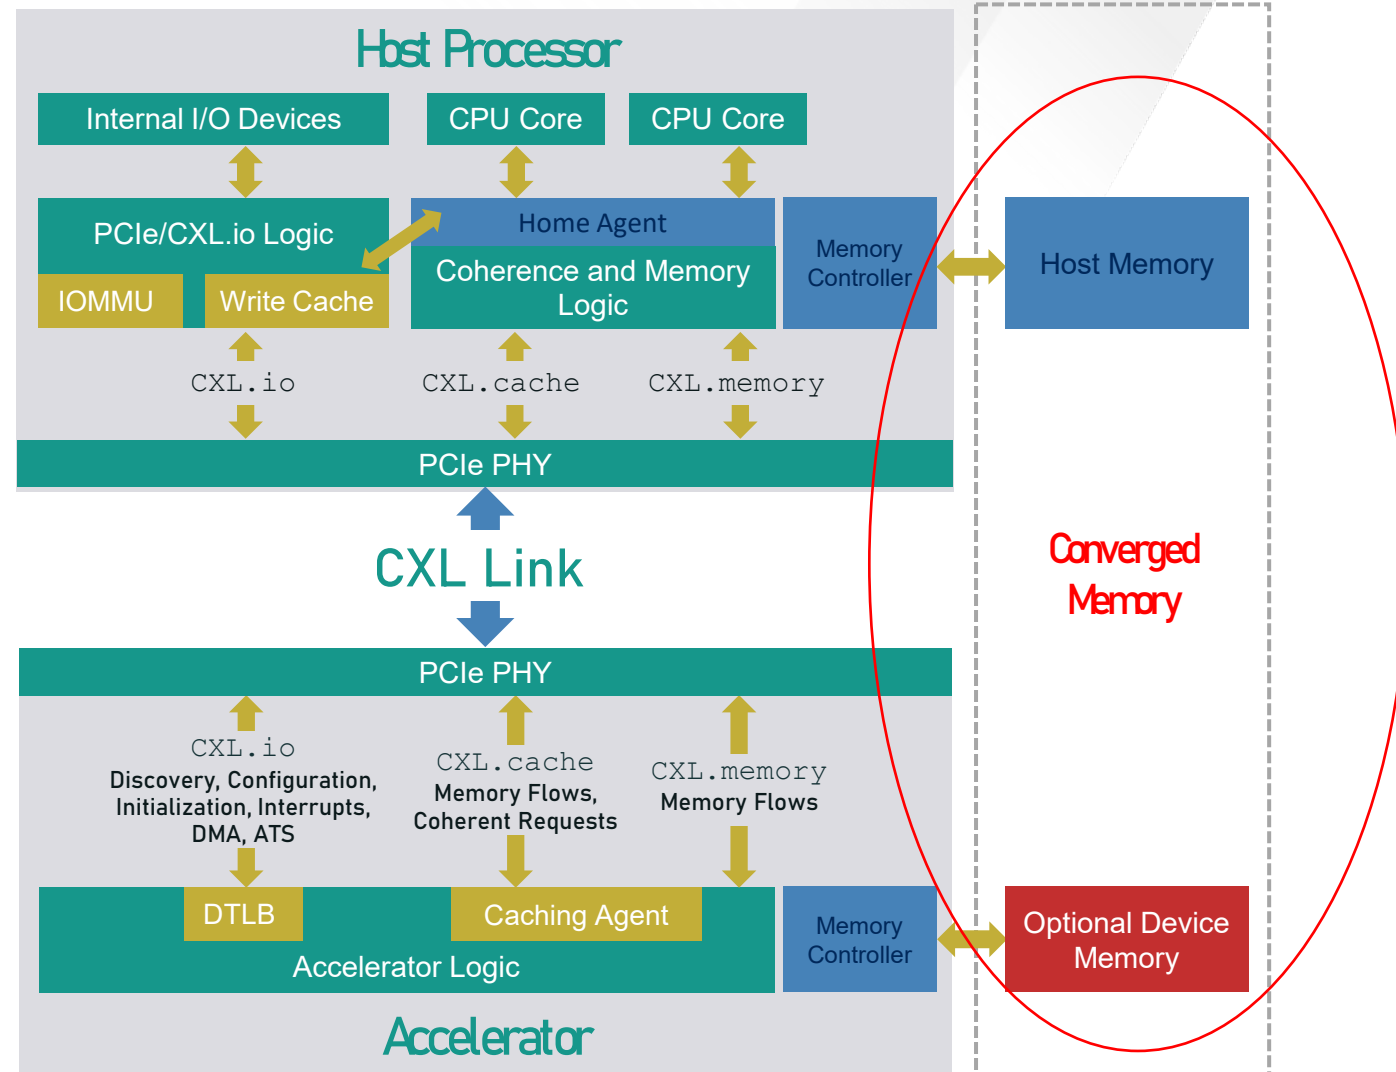 Host Processor
Internal I/O Devices
CPU Core
CPU Core
PCIe/CXL.io Logic
IOMMU
Write Cache
Home Agent
Coherence and Memory
Logic
Memory
Controller
Host Memory
CXL.io
CXL.cache
CXL.memory
PCIe PHY
CXL Link
Converged
Memory
PCIe PHY
CXL.io
Discovery, Configuration,
Initialization, Interrupts,
DMA, ATS
CXL.cache
Memory Flows,
Coherent Requests
CXL.memory
Memory Flows
DTLB
Caching Agent
Accelerator Logic
Memory
Controller
Optional Device
Memory
Accelerator